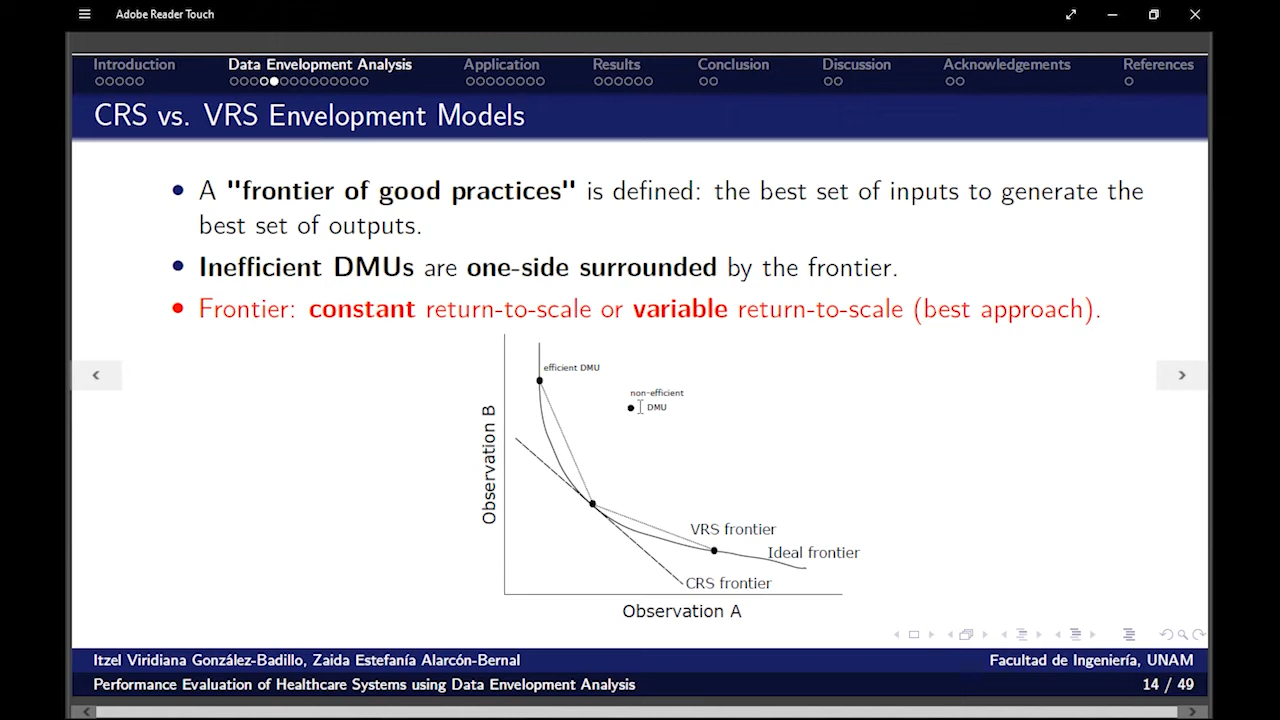 Adobe Reader Touch
Introduction Data Envelopment Analysis Application Results Conclusion Discussion Acknowledgements References
CRS vs. VRS Envelopment Models
A "frontier of good practices" is defined: the best set of inputs to generate the
best set of outputs.
Inefficient DMUs are one-side surrounded by the frontier.
Frontier: constant return-to-scale or variable return-to-scale (best approach).
efficient DMU
non-efficient
DMU
Observation B
VRS frontier
Ideal frontier
CRS frontier
Observation A
Itzel Viridiana González-Badillo, Zaida Estefanía Alarcón-Bernal Facultad de Ingeniería, UNAM
Performance Evaluation of Healthcare Systems using Data Envelopment Analysis 14 / 49